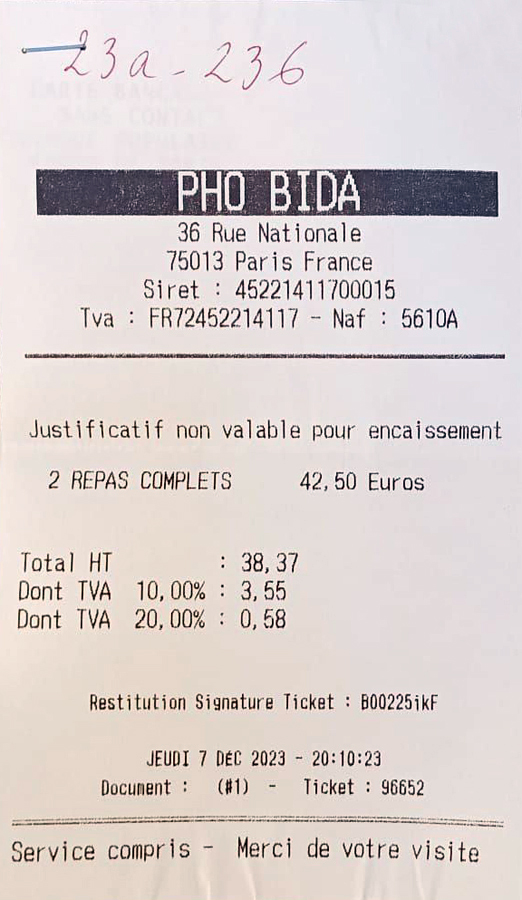 23a - 236
PHO BIDA
36 Rue Nationale
75013 Paris France
Siret : 45221411700015
Tva : FR72452214117 - Naf : 5610A
Justificatif non valable pour encaissement
2 REPAS COMPLETS 42,50 Euros
Total HT : 38,37
Dont TVA 10,00% : 3,55
Dont TVA 20,00% : 0,58
Restitution Signature Ticket : B00225ikF
JEUDI 7 DÉC 2023 - 20:10:23
Document : (#1) - Ticket : 96652
Service compris - Merci de votre visite